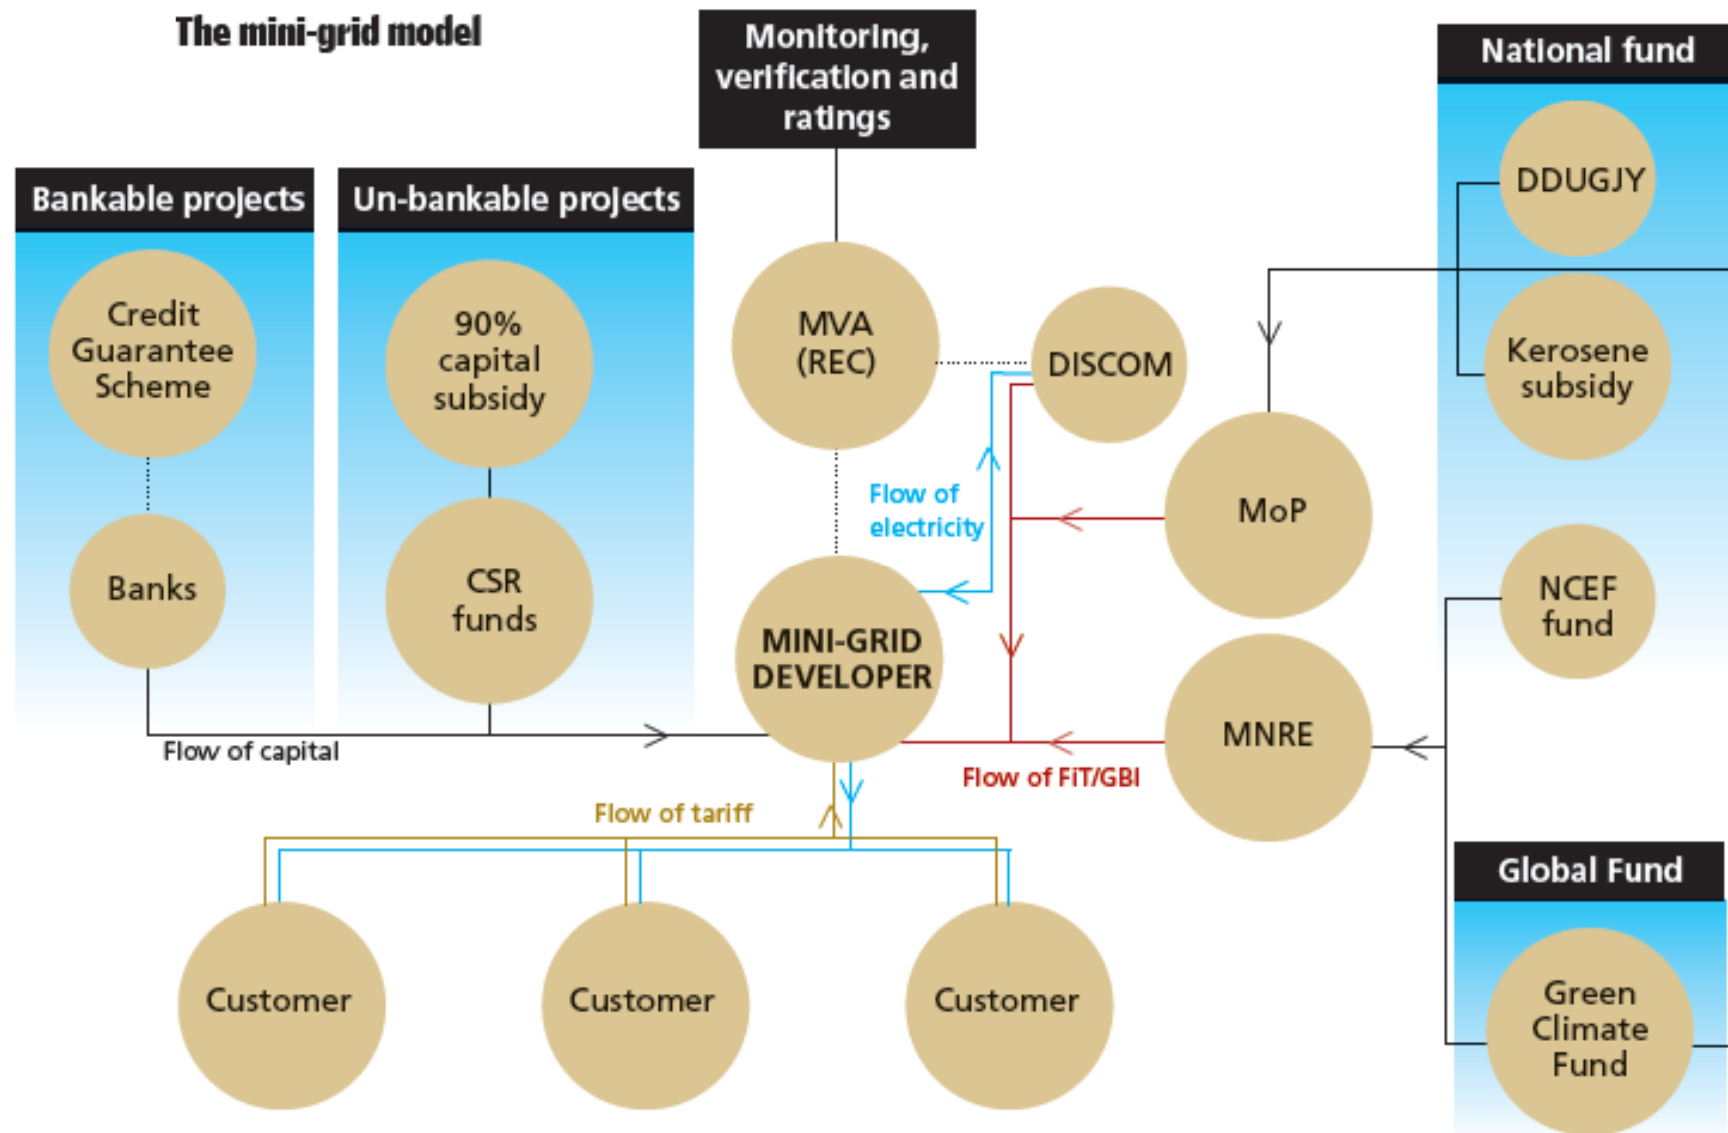 The mini-grid model
Monitoring,
verification and
ratings
National fund
Bankable projects
Un-bankable projects
DDUGJY
Credit
Guarantee
Scheme
90%
capital
subsidy
MVA
(REC)
DISCOM
Kerosene
subsidy
Flow of
electricity
MoP
Banks
CSR
funds
NCEF
fund
MINI-GRID
DEVELOPER
MNRE
Flow of capital
Flow of FiT/GBI
Flow of tariff
Global Fund
Customer
Customer
Customer
Green
Climate
Fund